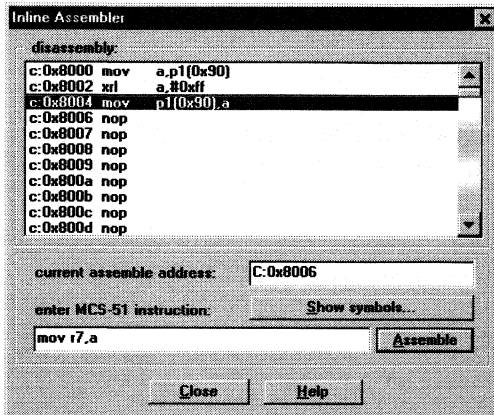 Inline Assembler
disassembly:
c:0x8000 mov a,p1(0x90)
c:0x8002 xrl a,#0xff
c:0x8004 mov p1(0x90),a
c:0x8006 nop
c:0x8007 nop
c:0x8008 nop
c:0x8009 nop
c:0x800a nop
c:0x800b nop
c:0x800c nop
c:0x800d nop
current assemble address: C:0x8006
enter MCS-51 instruction: Show symbols...
mov r7,a Assemble
Close Help